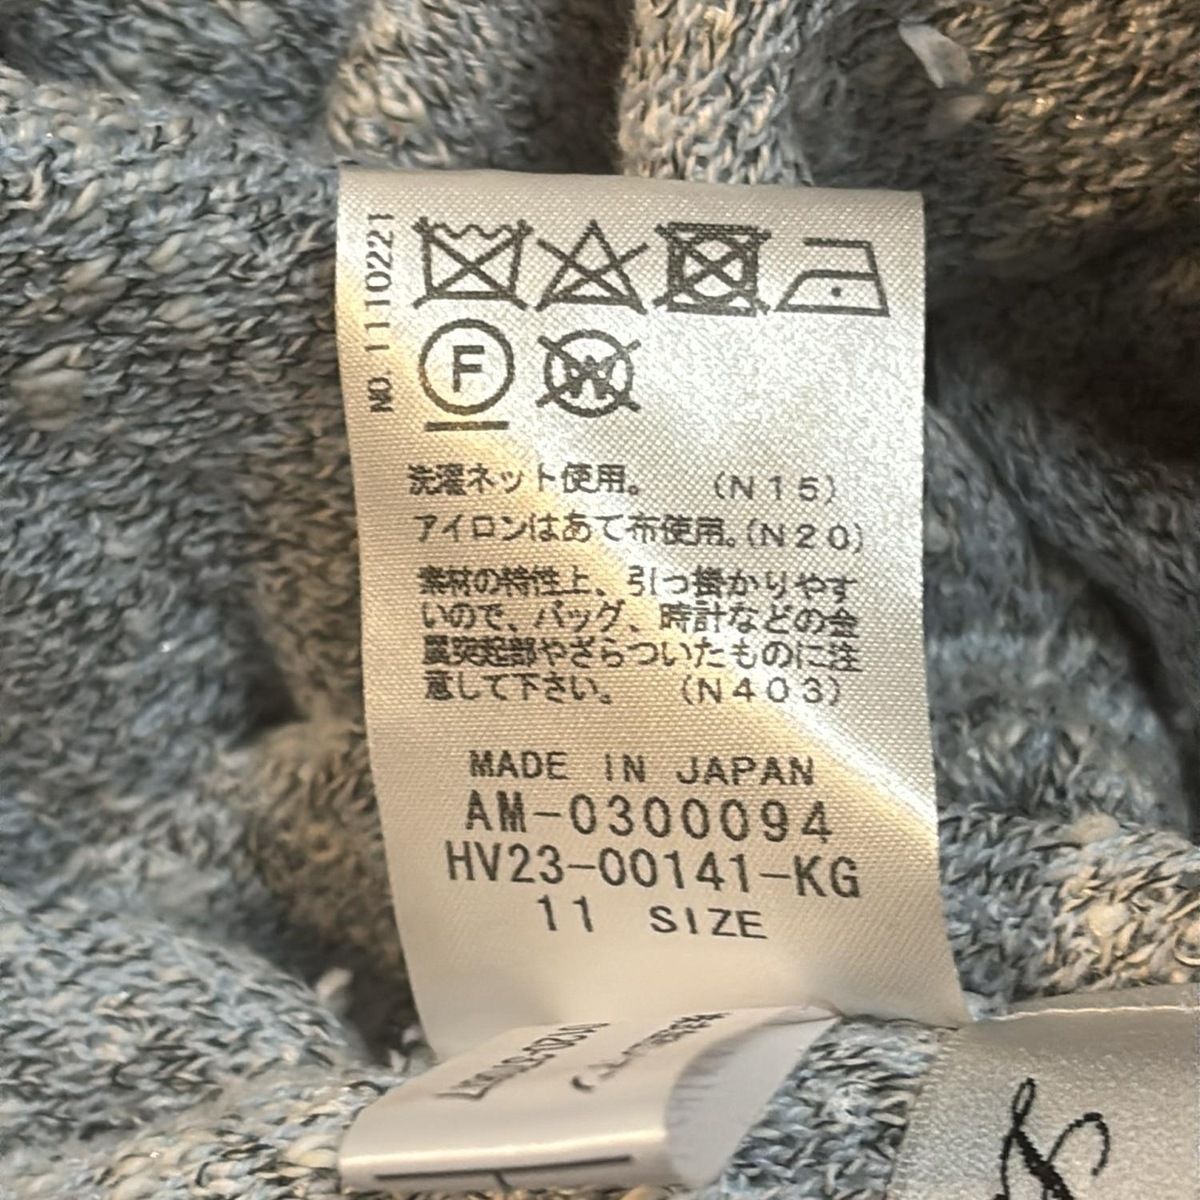 NO. 1110221
F
W
洗濯ネット使用。 (N15)
アイロンはあて布使用。(N20)
素材の特性上、引っ掛かりやす
いので、バッグ、時計などの金
属突起部やざらついたものに注
意して下さい。 (N403)
MADE IN JAPAN
AM-0300094
HV23-00141-KG
11 SIZE